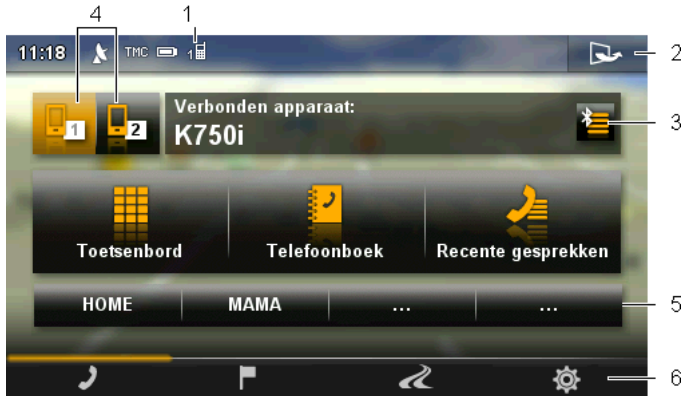 4 1
11:18 TMC 1 2
1 2 Verbonden apparaat: 3
K750i
Toetsenbord Telefoonboek Recente gesprekken
HOME MAMA ... ... 5
6